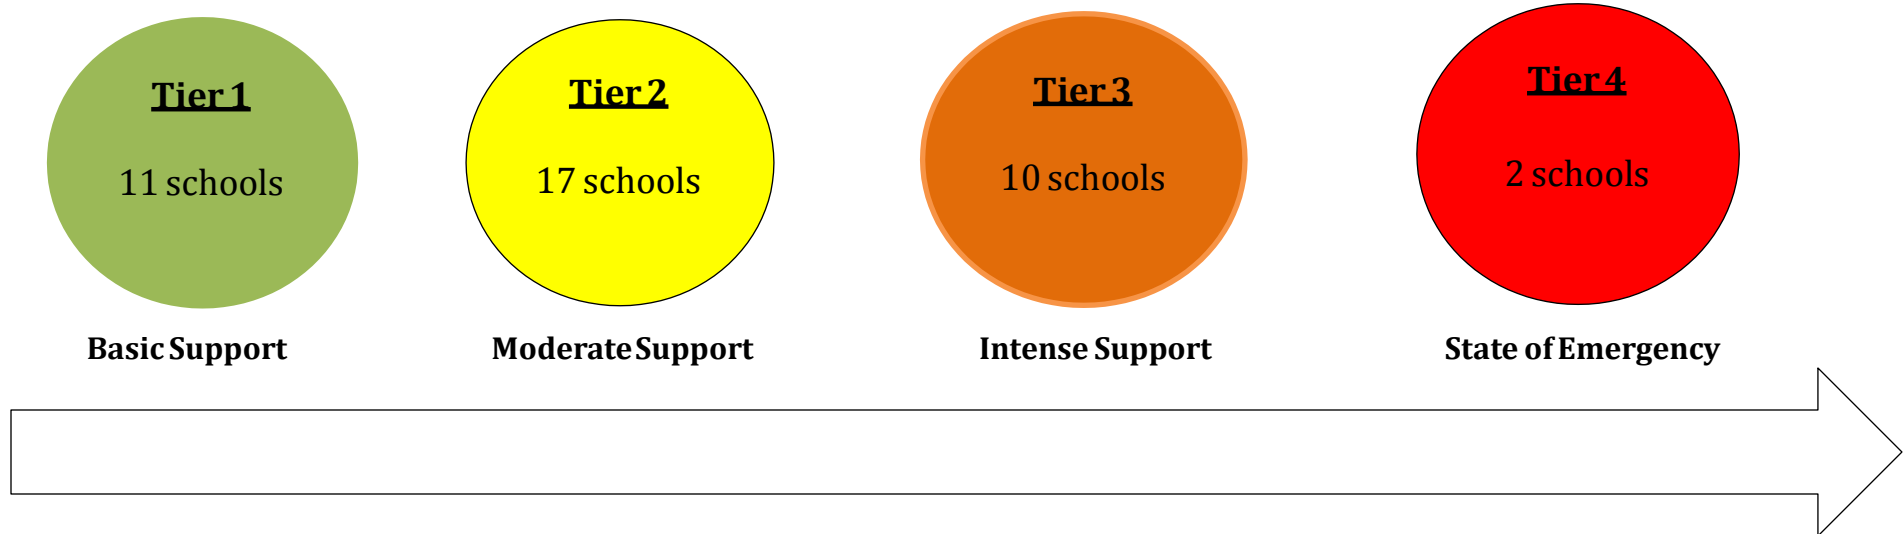 Tier 1
11 schools
Basic Support
Tier 2
17 schools
Moderate Support
Tier 3
10 schools
Intense Support
Tier 4
2 schools
State of Emergency